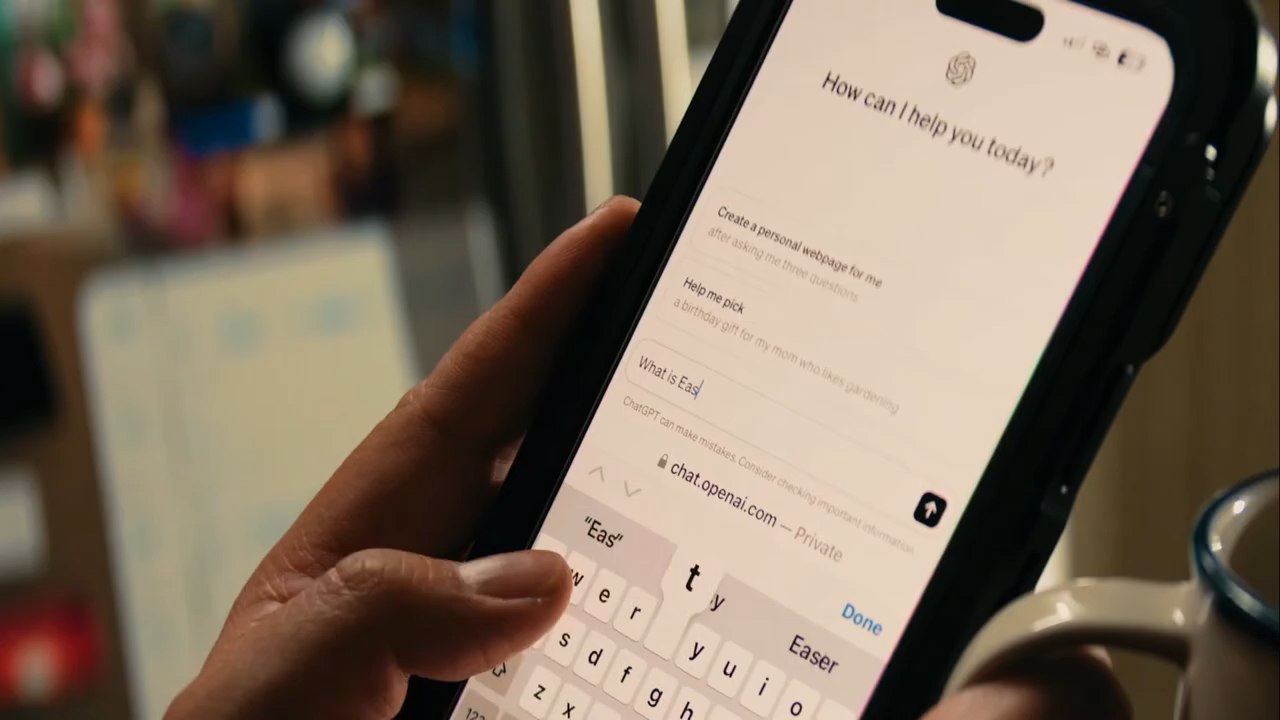 How can I help you today?
Create a personal webpage for me
after asking me three questions
Help me pick
a birthday gift for my mom who likes gardening
What is Eas
ChatGPT can make mistakes. Consider checking important information.
chat.openai.com — Private
Done
"Eas" y Easer
t
w e r y u i o
s d f g h
z x
123